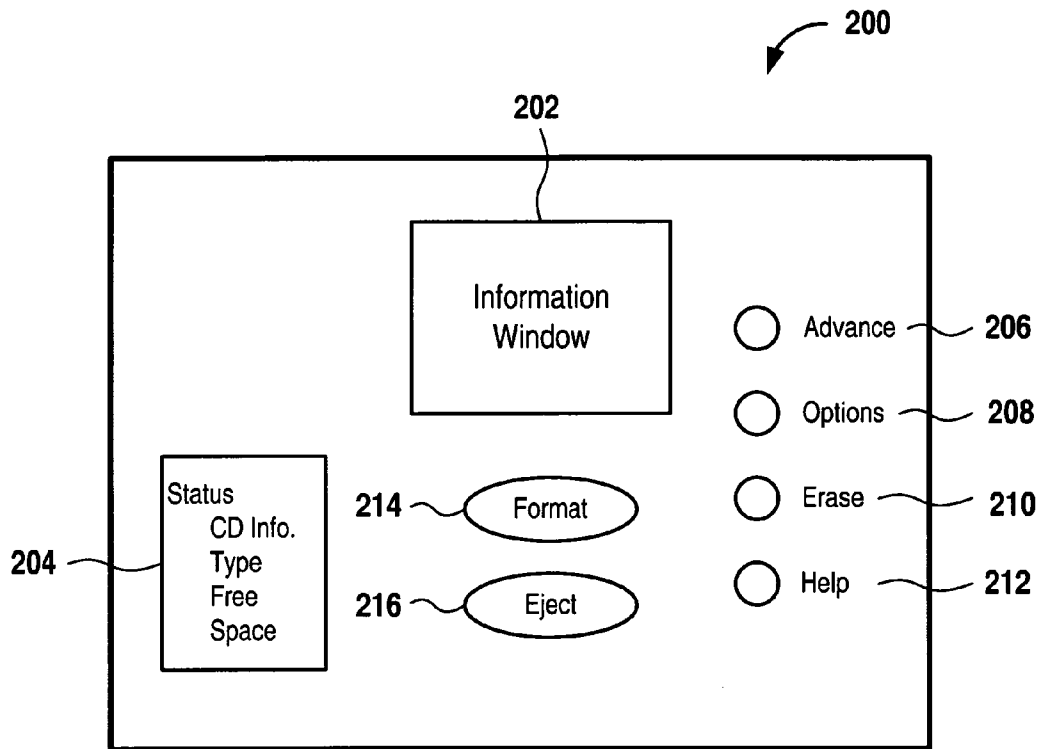 200
202
Information
Window
Advance 206
Options 208
Status
CD Info.
Type
Free
Space
204
214 Format
Erase 210
216 Eject
Help 212